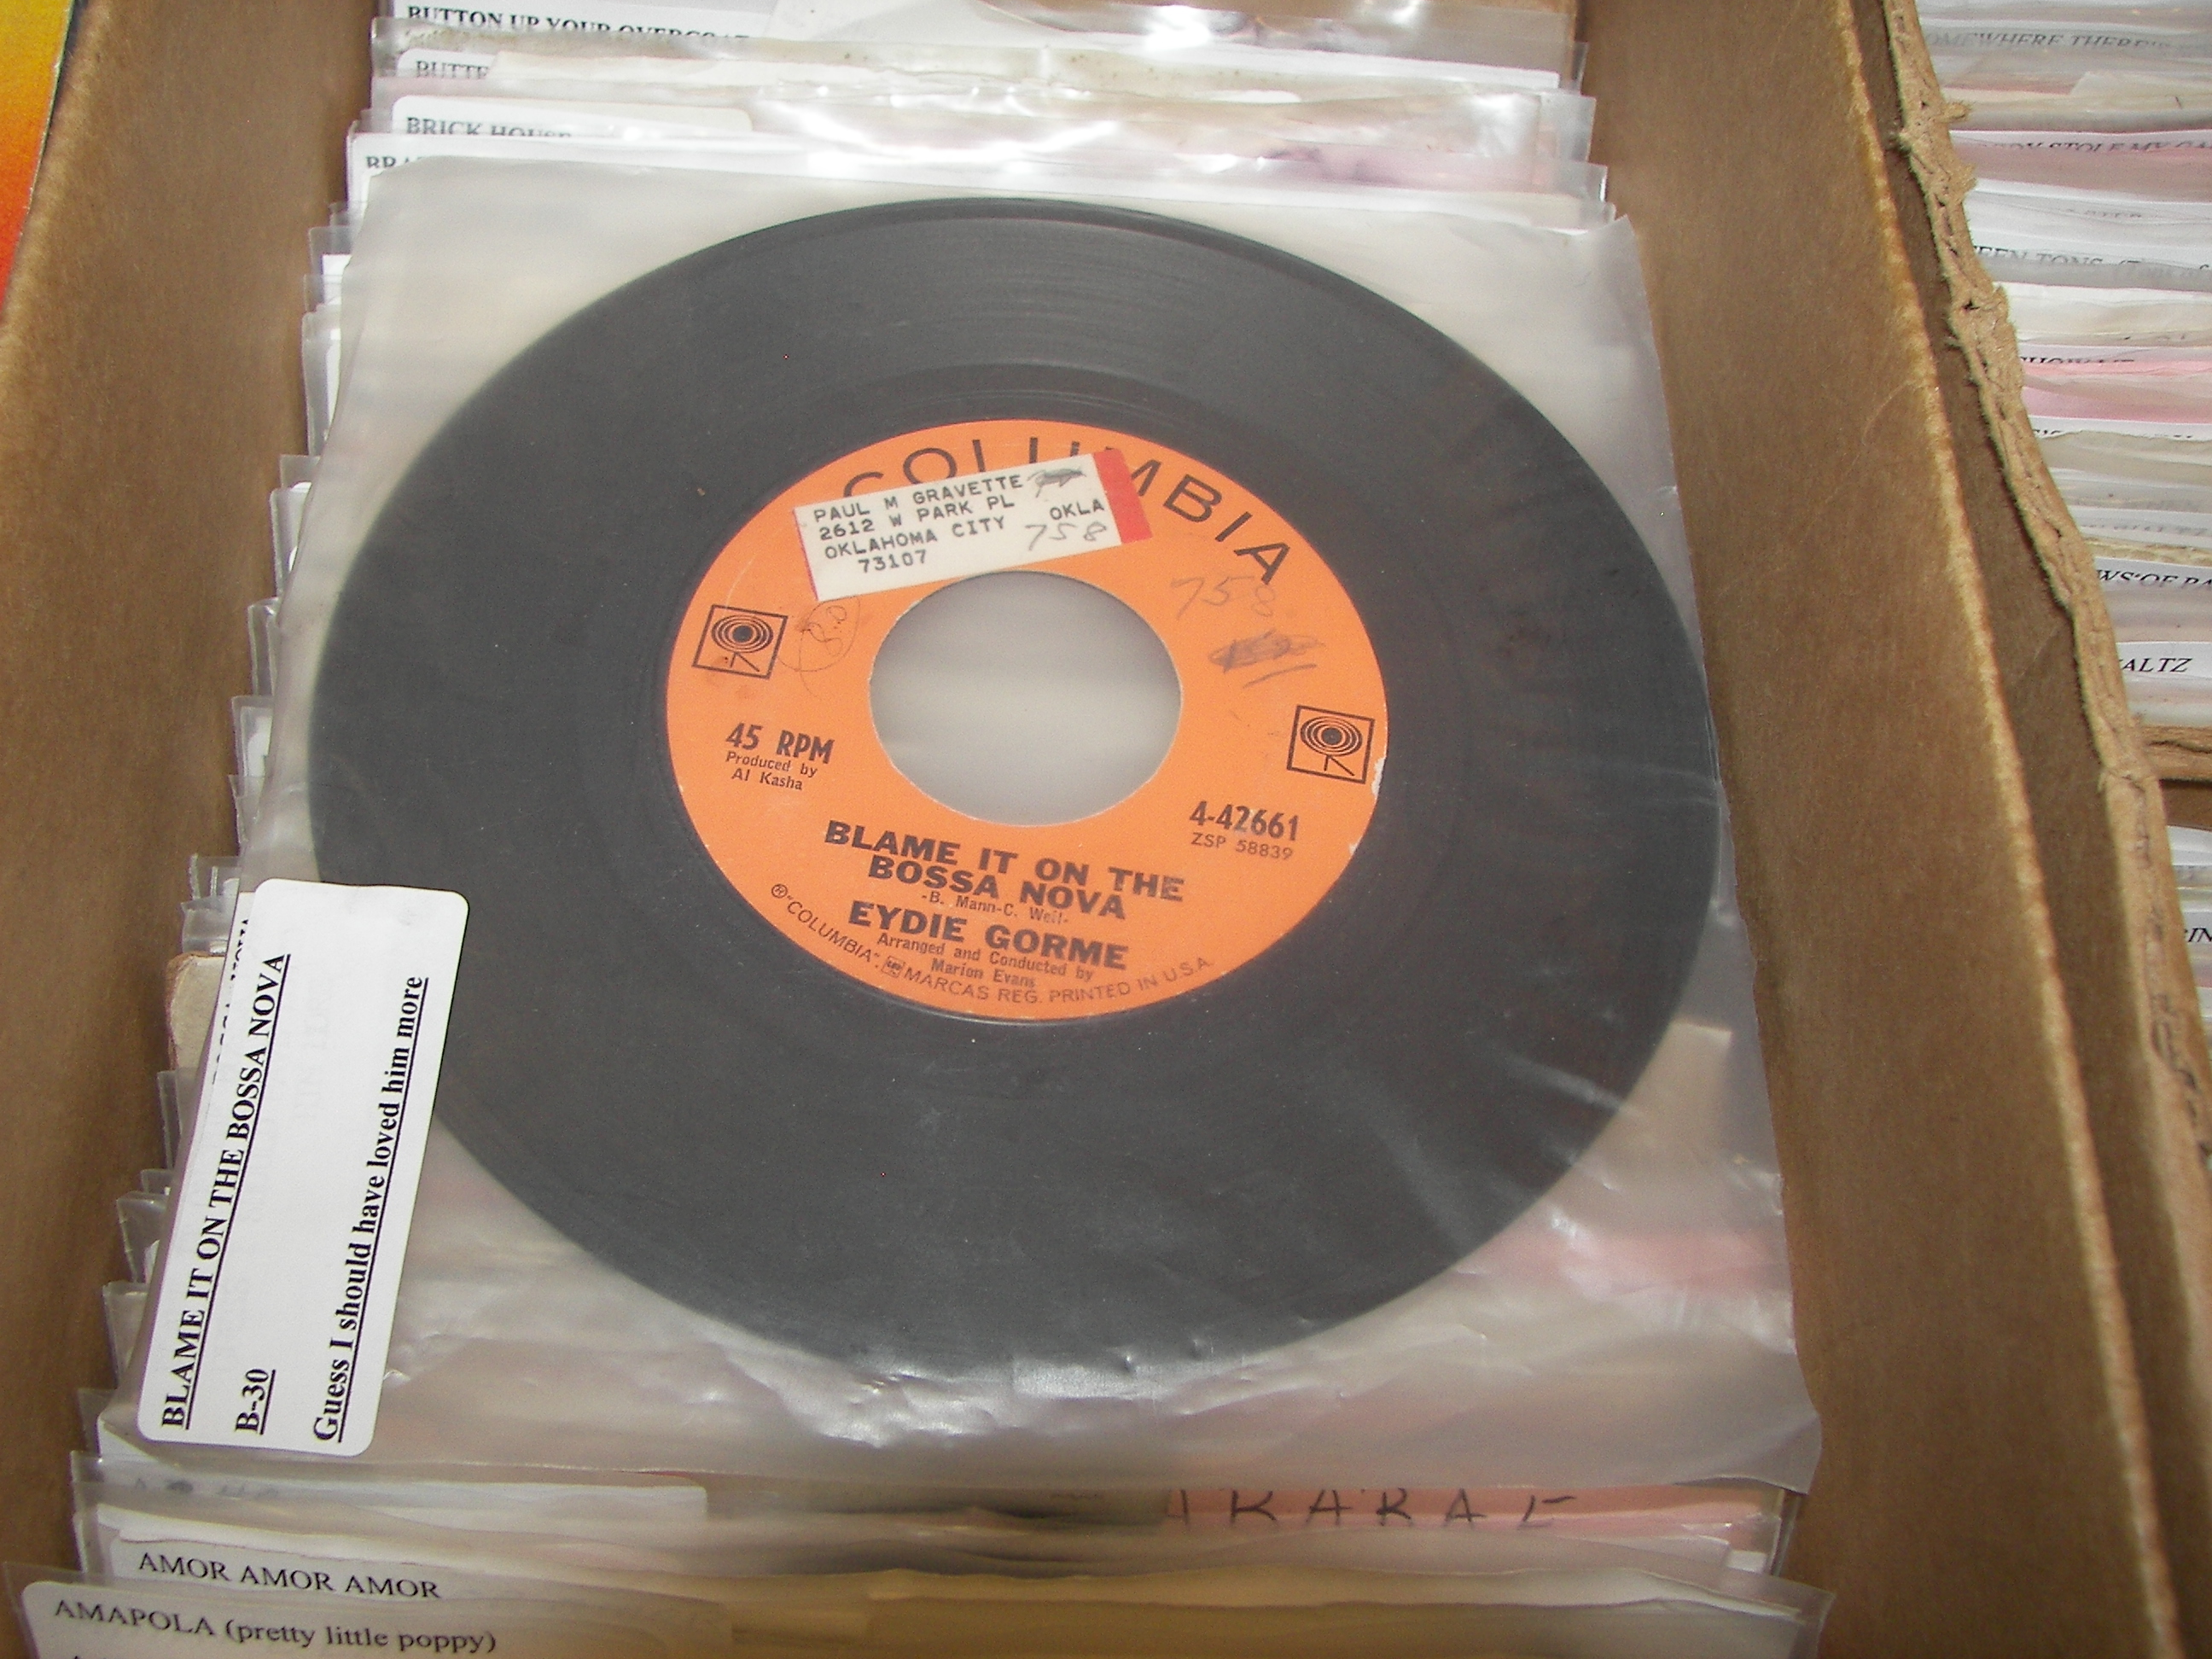 BUTTON UP YOUR OVERCOAT
BRICK HOUSE
COLUMBIA
PAUL M GRAVETTE
2612 W PARK PL
OKLAHOMA CITY OKLA
73107 758
758
45 RPM
Produced by
Al Kasha
4-42661
ZSP 58839
BLAME IT ON THE
BOSSA NOVA
-B. Mann-C. Weil-
EYDIE GORME
Arranged and Conducted by
Marion Evans
Ⓡ "COLUMBIA", MARCAS REG. PRINTED IN U.S.A.
BLAME IT ON THE BOSSA NOVA
B-30
Guess I should have loved him more
AMOR AMOR AMOR
AMAPOLA (pretty little poppy)